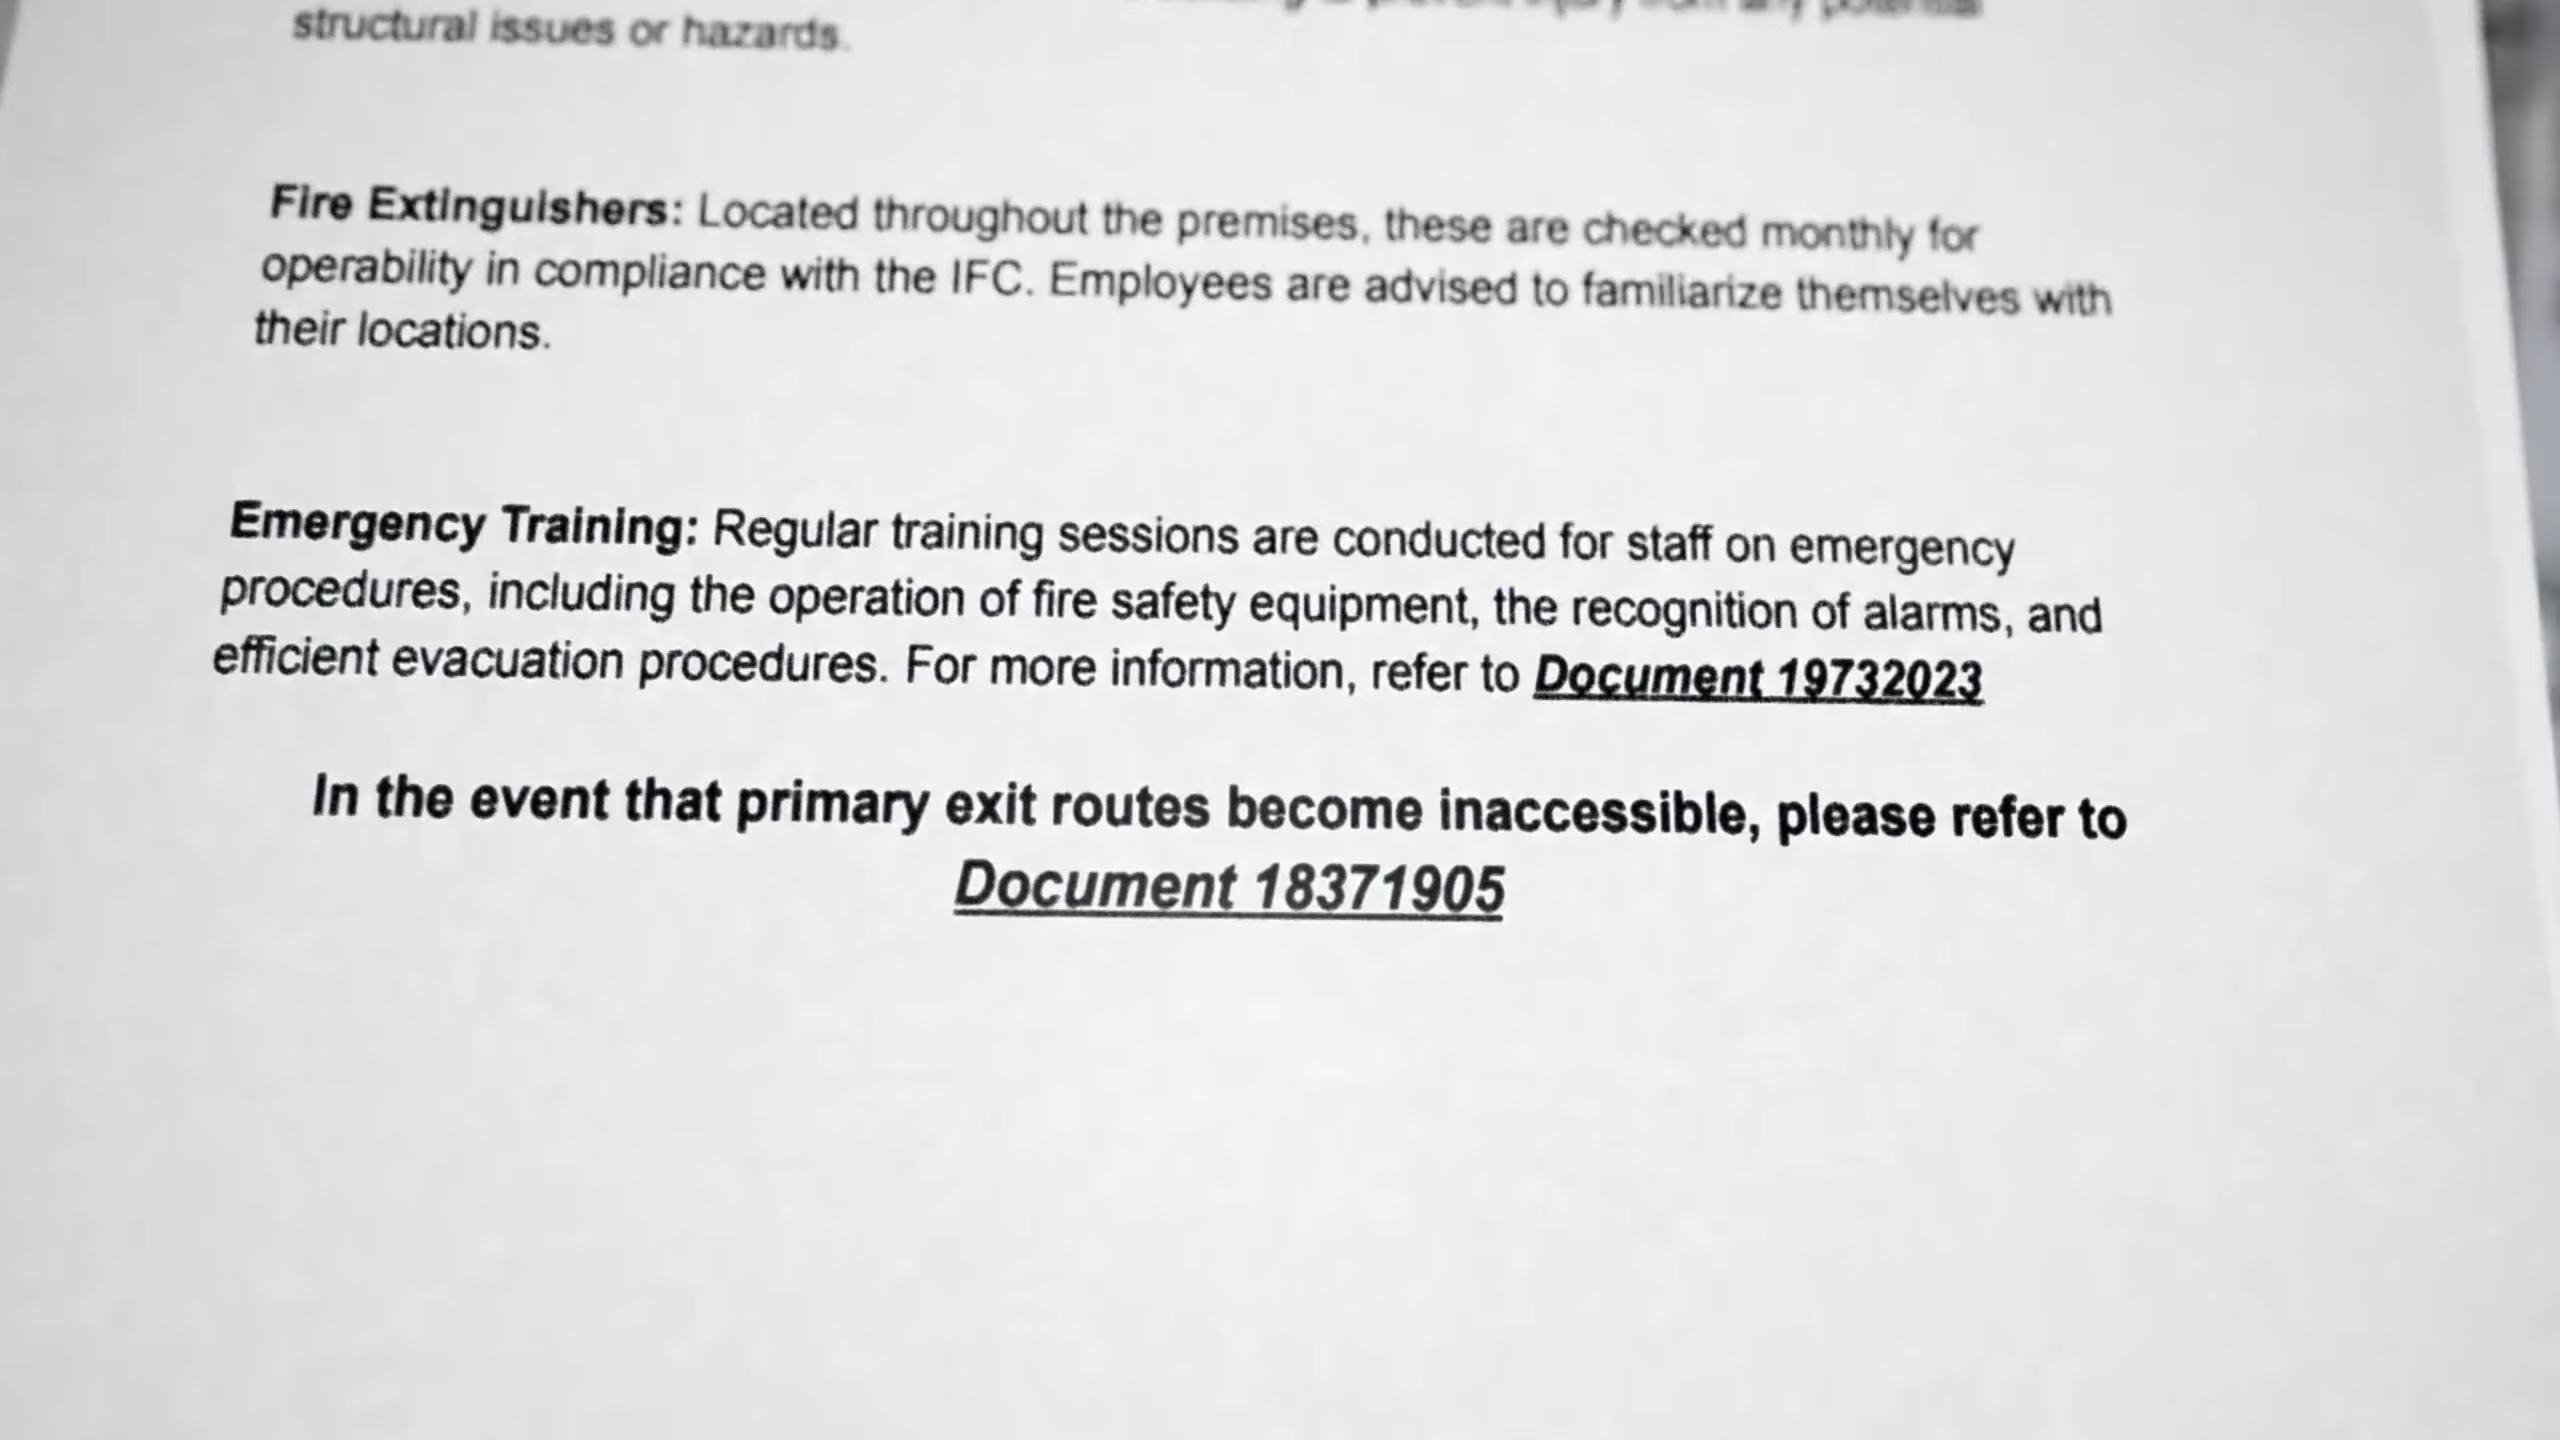 from any potential
structural issues or hazards.
Fire Extinguishers: Located throughout the premises, these are checked monthly for
operability in compliance with the IFC. Employees are advised to familiarize themselves with
their locations.
Emergency Training: Regular training sessions are conducted for staff on emergency
procedures, including the operation of fire safety equipment, the recognition of alarms, and
efficient evacuation procedures. For more information, refer to Document 19732023
In the event that primary exit routes become inaccessible, please refer to
Document 18371905